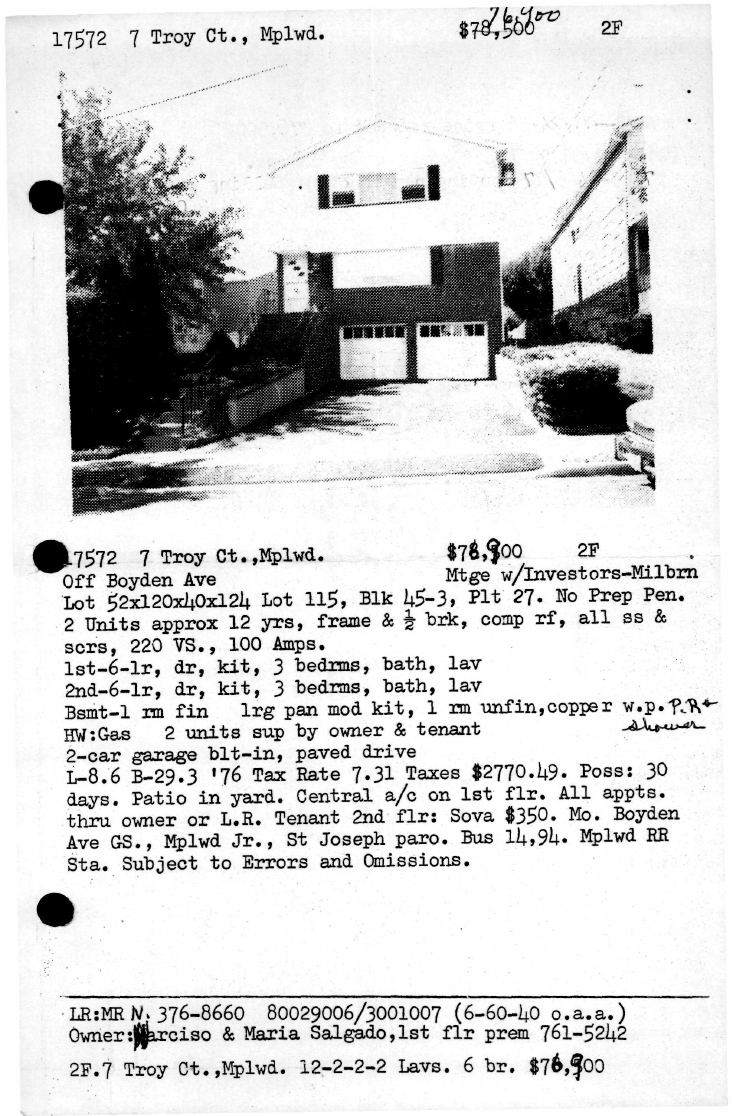 17572 7 Troy Ct., Mplwd. $78,500 76,900 2F
17572 7 Troy Ct.,Mplwd. $76,900 2F
Off Boyden Ave Mtge w/Investors-Milbrn
Lot 52x120x40x124 Lot 115, Blk 45-3, Plt 27. No Prep Pen.
2 Units approx 12 yrs, frame & ½ brk, comp rf, all ss &
scrs, 220 VS., 100 Amps.
1st-6-lr, dr, kit, 3 bedrms, bath, lav
2nd-6-lr, dr, kit, 3 bedrms, bath, lav
Bsmt-1 rm fin lrg pan mod kit, 1 rm unfin,copper w.p. P.R +
shower
HW:Gas 2 units sup by owner & tenant
2-car garage blt-in, paved drive
L-8.6 B-29.3 '76 Tax Rate 7.31 Taxes $2770.49. Poss: 30
days. Patio in yard. Central a/c on 1st flr. All appts.
thru owner or L.R. Tenant 2nd flr: Sova $350. Mo. Boyden
Ave GS., Mplwd Jr., St Joseph paro. Bus 14,94. Mplwd RR
Sta. Subject to Errors and Omissions.
LR:MR N. 376-8660 80029006/3001007 (6-60-40 o.a.a.)
Owner:Narciso & Maria Salgado,1st flr prem 761-5242
2F.7 Troy Ct.,Mplwd. 12-2-2-2 Lavs. 6 br. $76,900